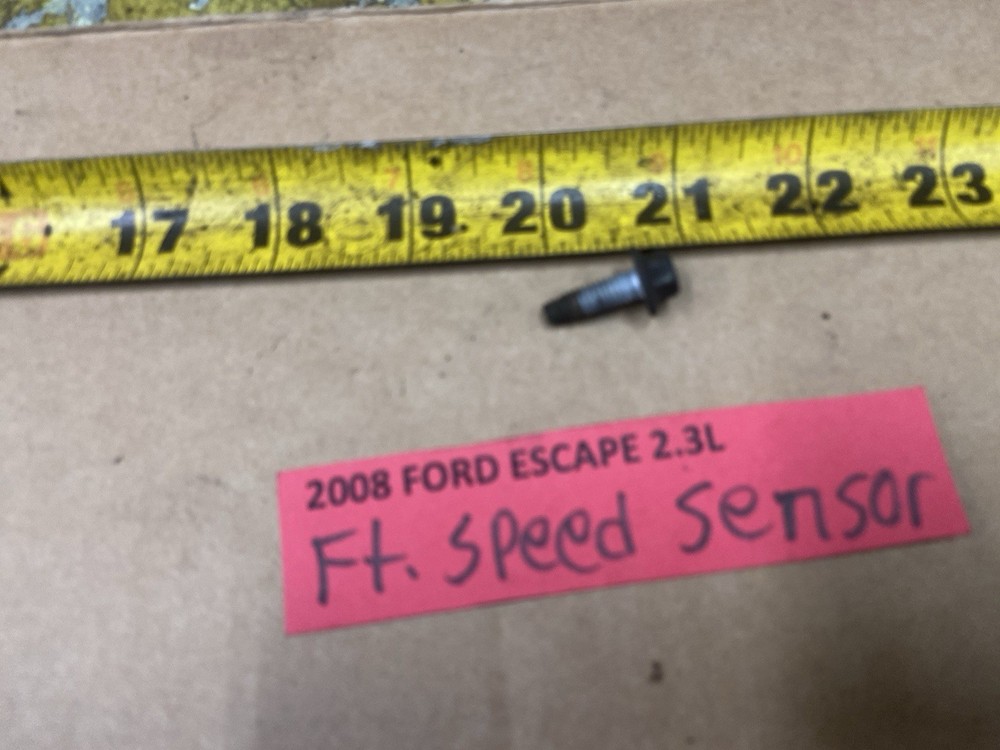 17 18 19 20 21 22 23
2008 FORD ESCAPE 2.3L
Ft. Speed Sensor